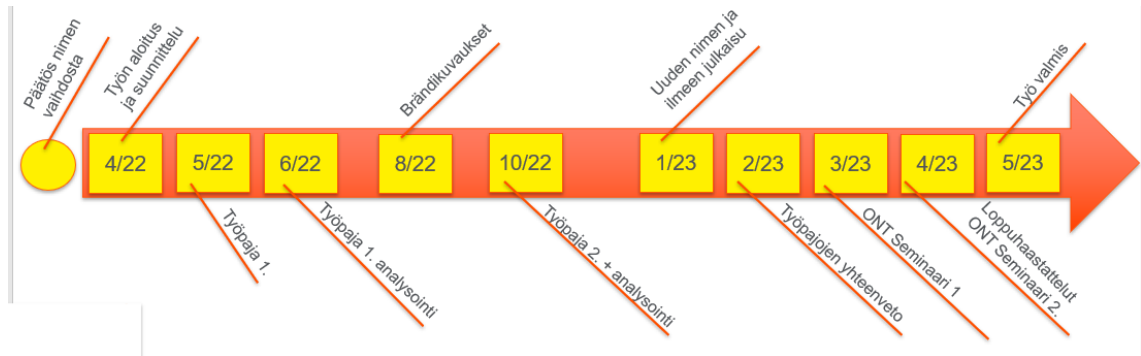 Päätös nimen
vaihdosta
Työn aloitus
ja suunnittelu
Brändikuvaukset
Uuden nimen ja
ilmeen julkaisu
Työ valmis
4/22
5/22
6/22
8/22
10/22
1/23
2/23
3/23
4/23
5/23
Työpaja 1.
Työpaja 1. analysointi
Työpaja 2. + analysointi
Työpajojen yhteenveto
ONT Seminaari 1
Loppuhaastattelut
ONT Seminaari 2.